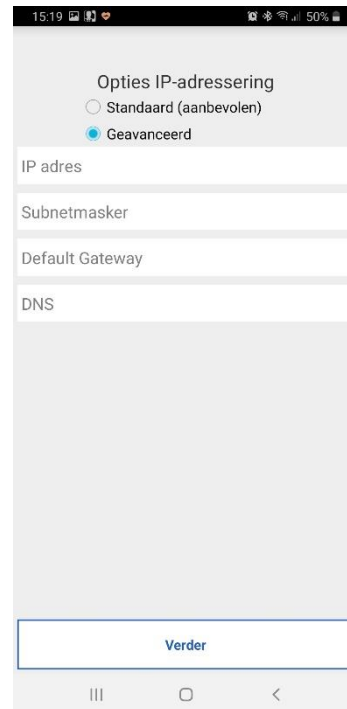 15:19 50%
Opties IP-adressering
Standaard (aanbevolen)
Geavanceerd
IP adres
Subnetmasker
Default Gateway
DNS
Verder